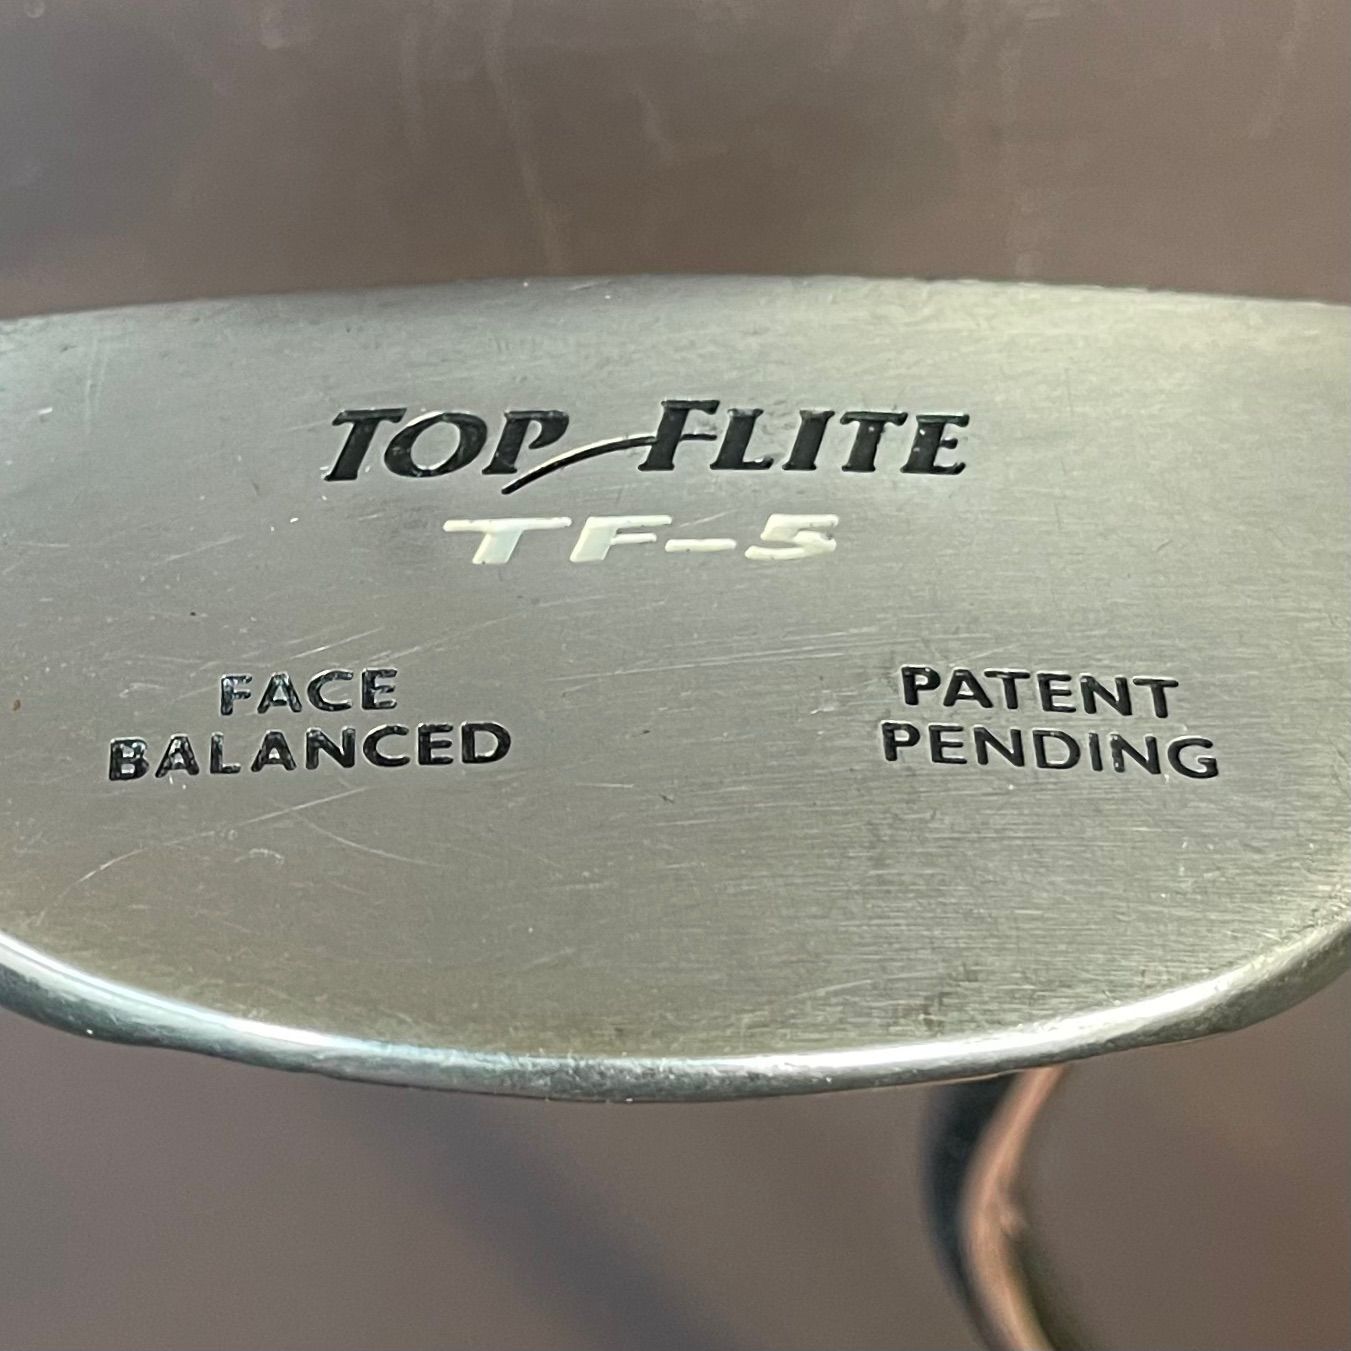 TOP FLITE
TF-5
FACE
BALANCED
PATENT
PENDING